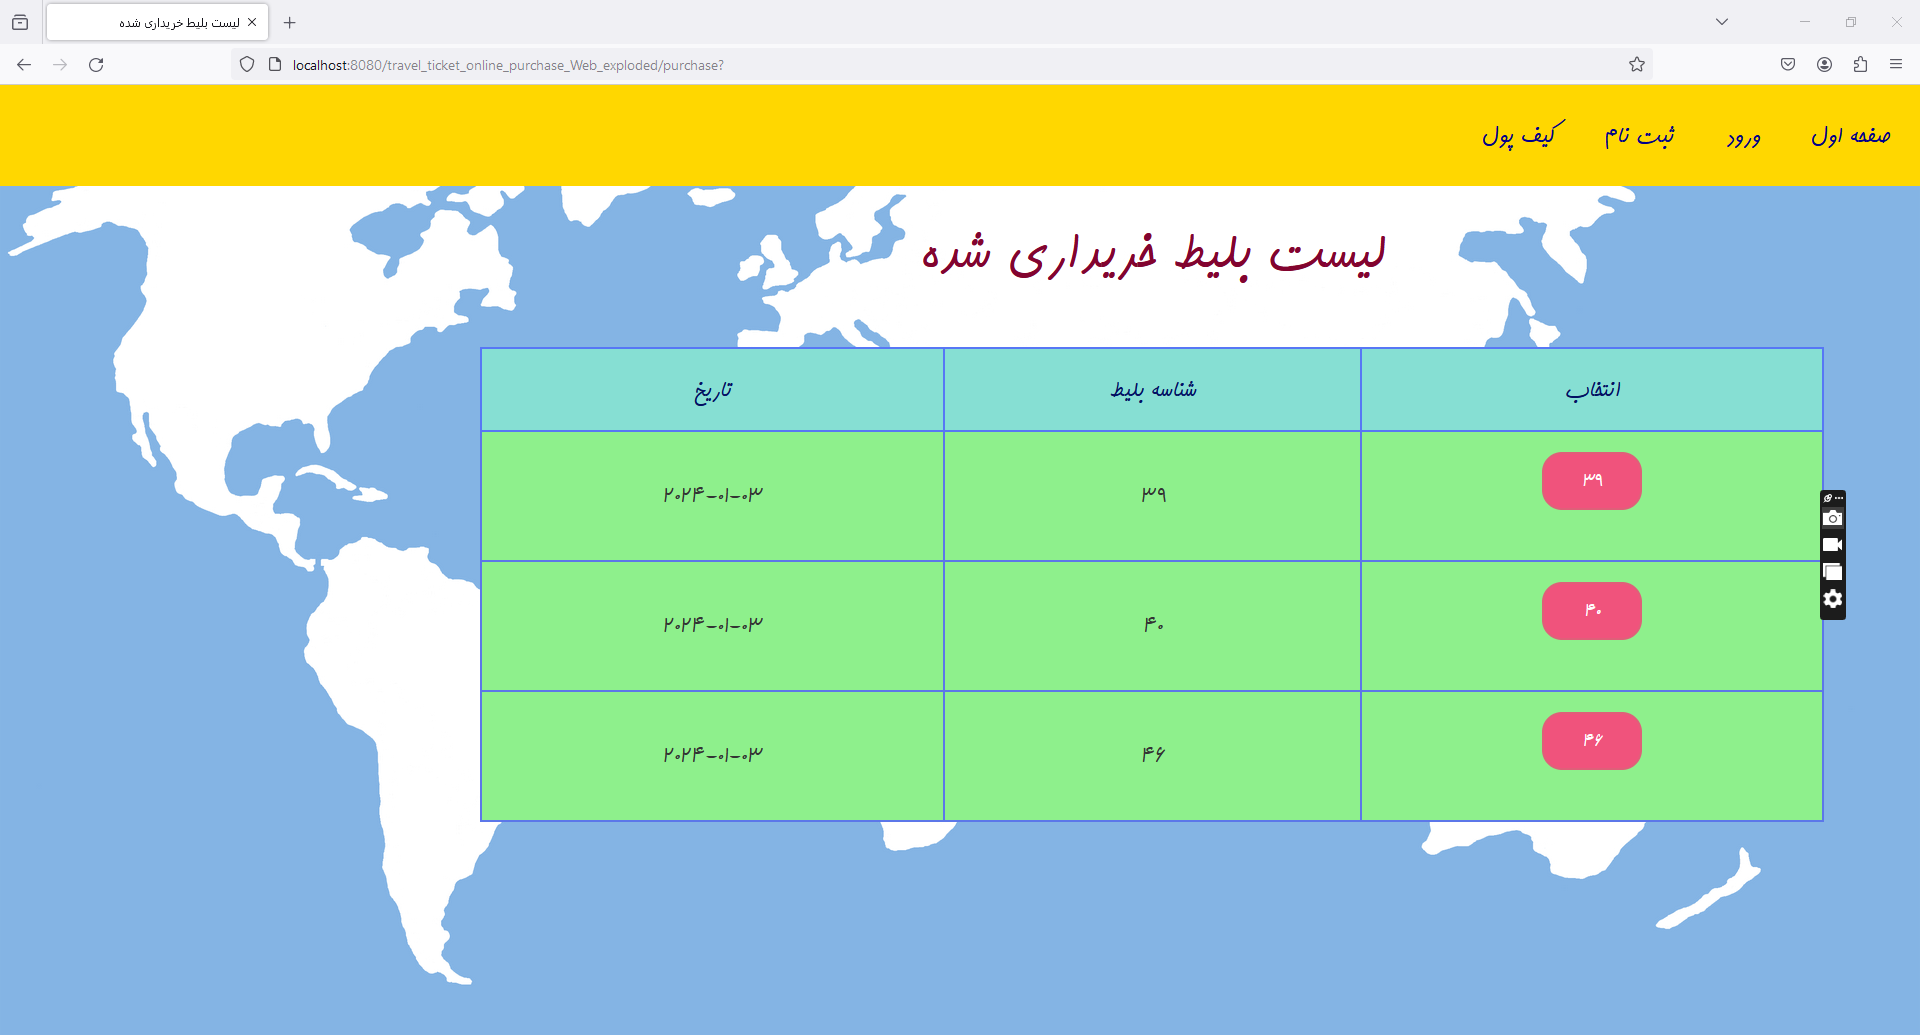 لیست بلیط خریداری شده
localhost:8080/travel_ticket_online_purchase_Web_exploded/purchase?
صفحه اول ورود ثبت نام کیف پول
لیست بلیط خریداری شده
انتخاب شناسه بلیط تاریخ
۳۹ ۳۹ ۲۰۲۴-۰۱-۰۳
۴۰ ۴۰ ۲۰۲۴-۰۱-۰۳
۴۶ ۴۶ ۲۰۲۴-۰۱-۰۳